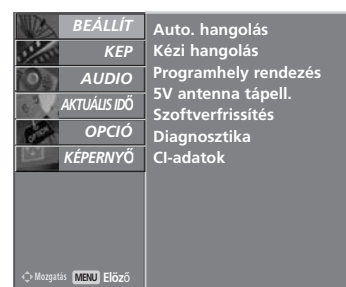 BEÁLLÍT
KEP
AUDIO
AKTUÁLIS IDŐ
OPCIÓ
KÉPERNYŐ
Auto. hangolás
Kézi hangolás
Programhely rendezés
5V antenna tápell.
Szoftverfrissítés
Diagnosztika
CI-adatok
Mozgatás MENU Előző